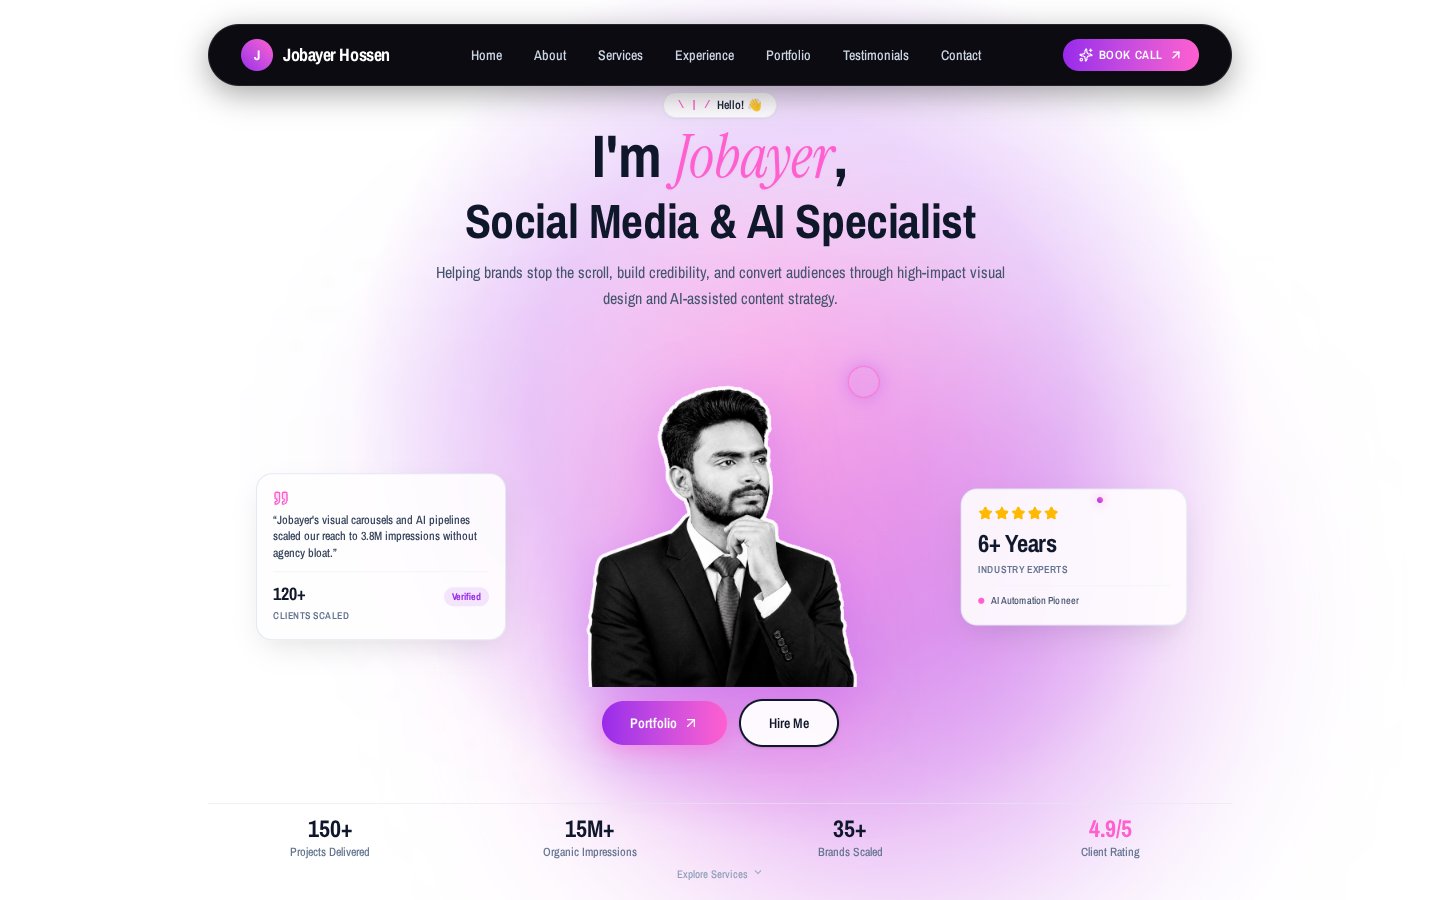 J Jobayer Hossen Home About Services Experience Portfolio Testimonials Contact BOOK CALL
\ | / Hello! 👋
I'm Jobayer,
Social Media & AI Specialist
Helping brands stop the scroll, build credibility, and convert audiences through high-impact visual
design and AI-assisted content strategy.
“Jobayer's visual carousels and AI pipelines
scaled our reach to 3.8M impressions without
agency bloat.”
120+
CLIENTS SCALED
Verified
6+ Years
INDUSTRY EXPERTS
AI Automation Pioneer
Portfolio
Hire Me
150+
Projects Delivered
15M+
Organic Impressions
35+
Brands Scaled
4.9/5
Client Rating
Explore Services